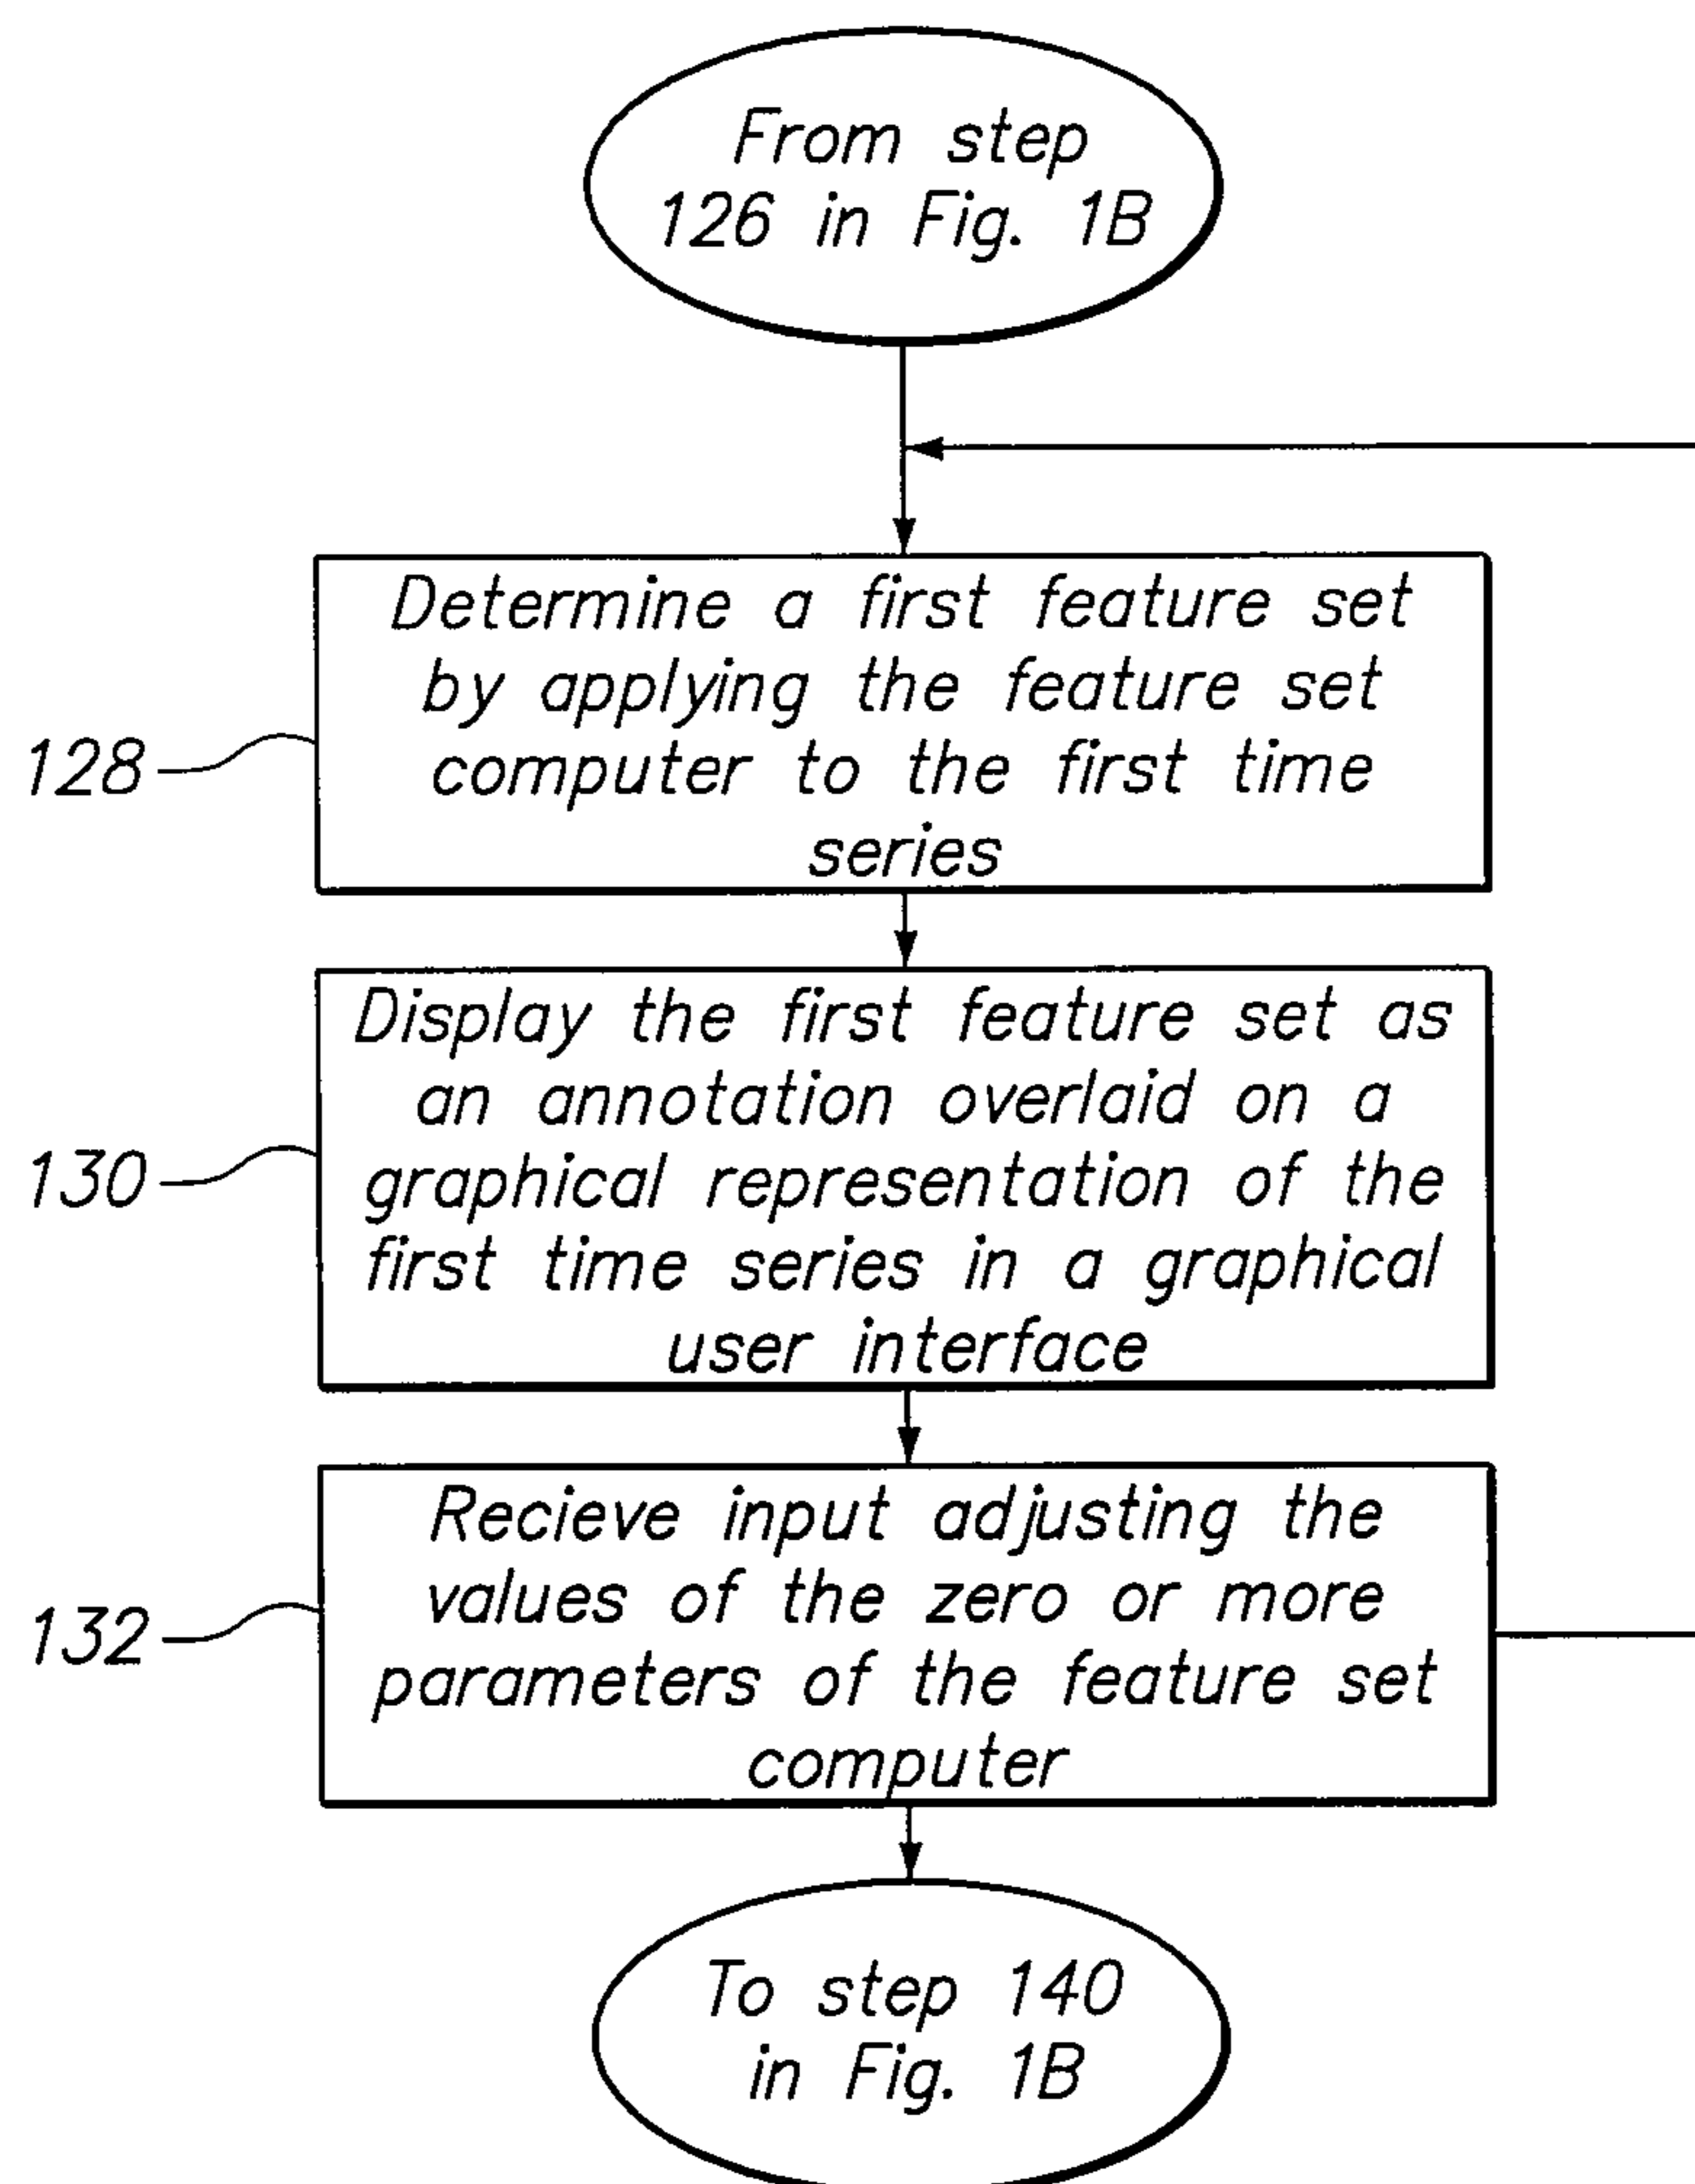 From step
126 in Fig. 1B
Determine a first feature set
by applying the feature set
computer to the first time
series
128
Display the first feature set as
an annotation overlaid on a
graphical representation of the
first time series in a graphical
user interface
130
Recieve input adjusting the
values of the zero or more
parameters of the feature set
computer
132
To step 140
in Fig. 1B